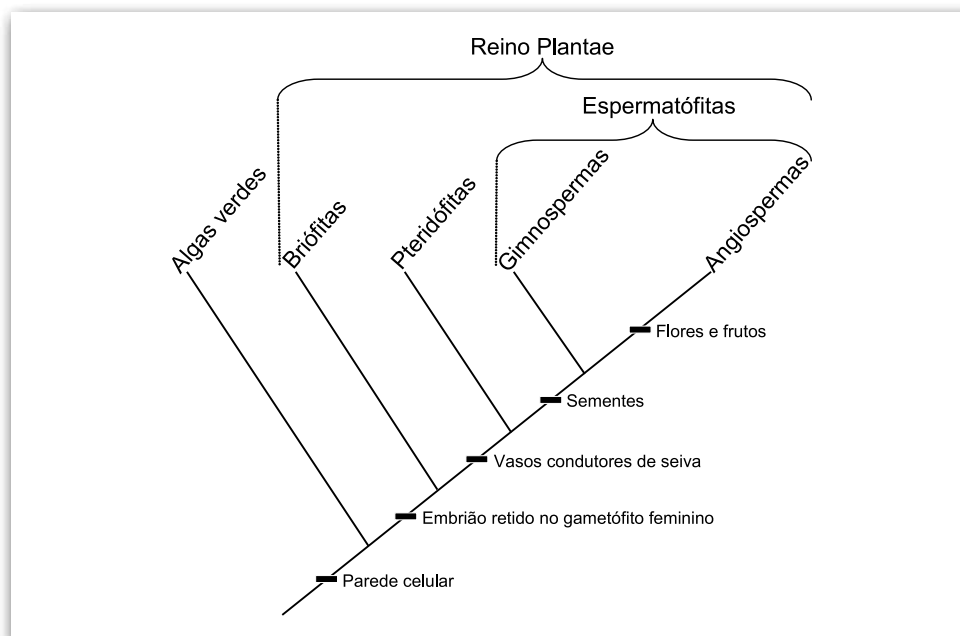 Reino Plantae
Espermatófitas
Algas verdes
Briófitas
Pteridófitas
Gimnospermas
Angiospermas
Flores e frutos
Sementes
Vasos condutores de seiva
Embrião retido no gametófito feminino
Parede celular